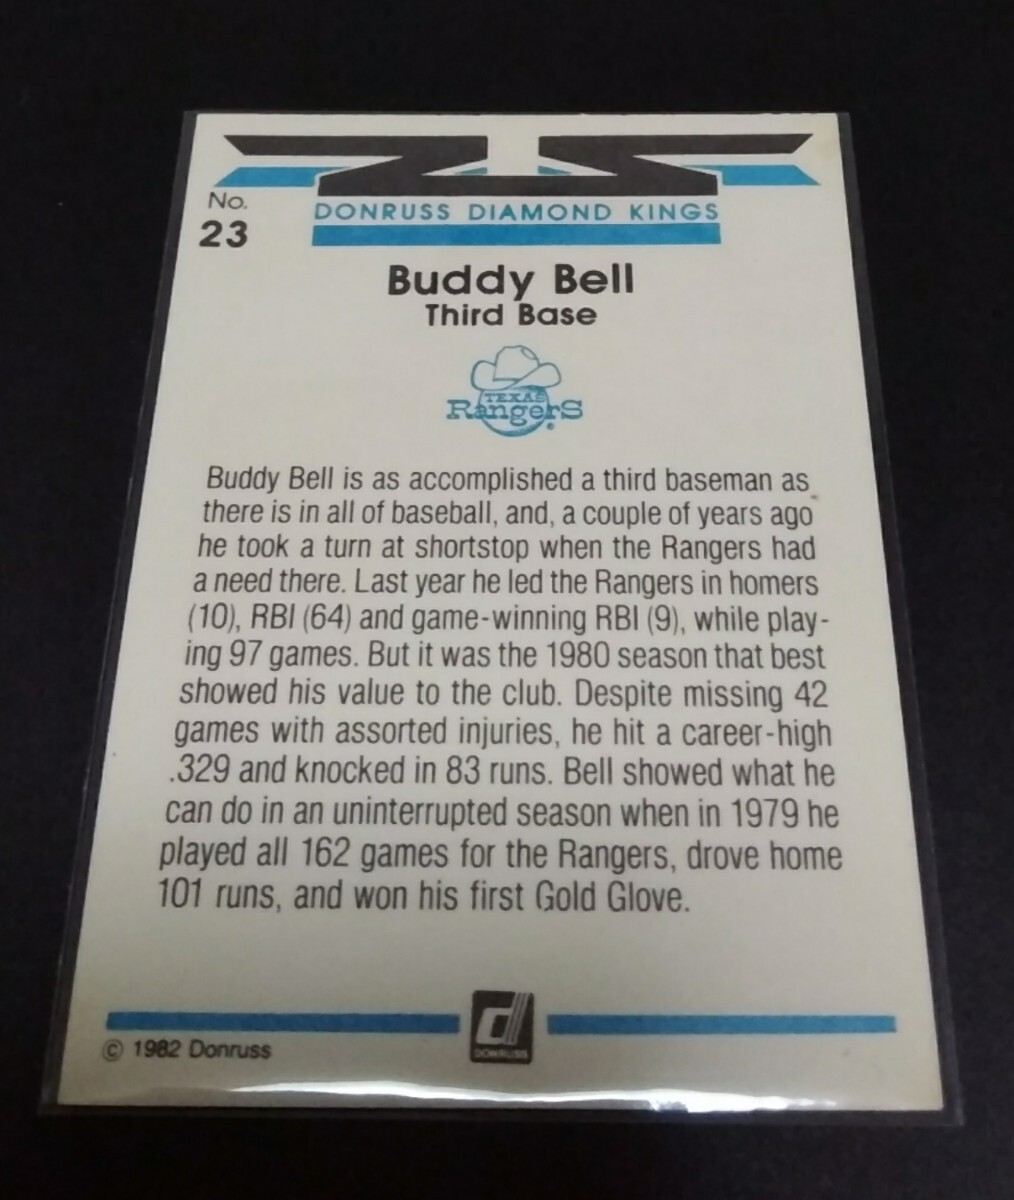 No.
23
DONRUSS DIAMOND KINGS
Buddy Bell
Third Base
TEXAS
Rangers
®
Buddy Bell is as accomplished a third baseman as
there is in all of baseball, and, a couple of years ago
he took a turn at shortstop when the Rangers had
a need there. Last year he led the Rangers in homers
(10), RBI (64) and game-winning RBI (9), while play-
ing 97 games. But it was the 1980 season that best
showed his value to the club. Despite missing 42
games with assorted injuries, he hit a career-high
.329 and knocked in 83 runs. Bell showed what he
can do in an uninterrupted season when in 1979 he
played all 162 games for the Rangers, drove home
101 runs, and won his first Gold Glove.
d
DONRUSS
© 1982 Donruss